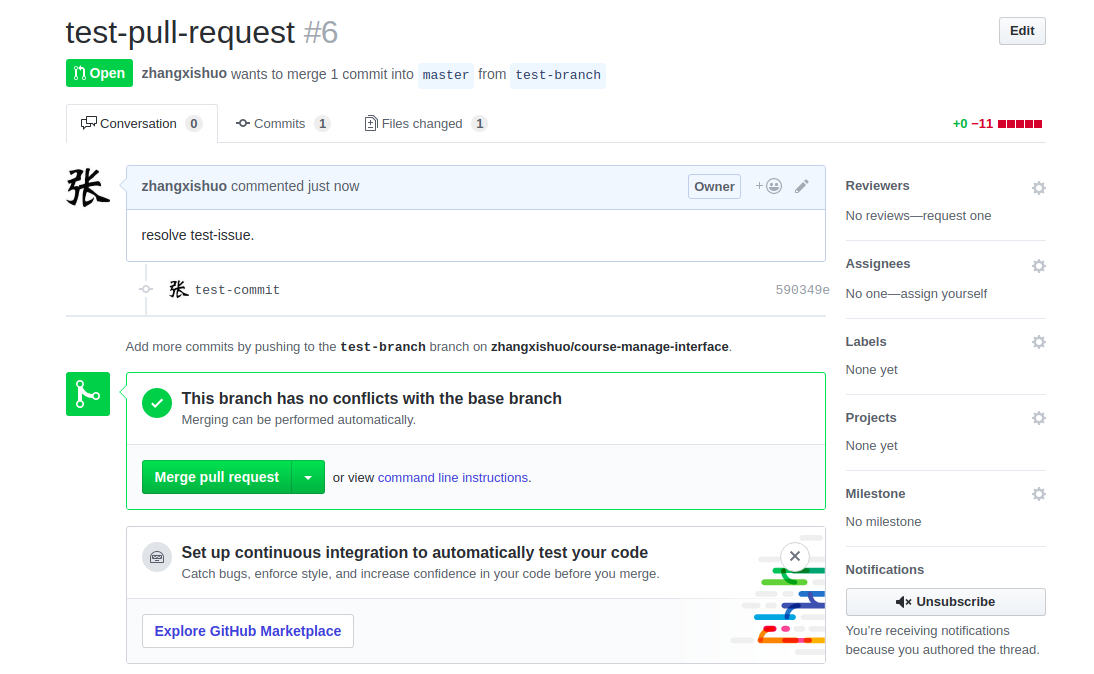 test-pull-request #6
Edit
Open zhangxishuo wants to merge 1 commit into master from test-branch
Conversation 0 Commits 1 Files changed 1 +0 −11
张
zhangxishuo commented just now Owner +
resolve test-issue.
张 test-commit 590349e
Add more commits by pushing to the test-branch branch on zhangxishuo/course-manage-interface.
This branch has no conflicts with the base branch
Merging can be performed automatically.
Merge pull request or view command line instructions.
Set up continuous integration to automatically test your code
Catch bugs, enforce style, and increase confidence in your code before you merge.
Explore GitHub Marketplace
Reviewers
No reviews—request one
Assignees
No one—assign yourself
Labels
None yet
Projects
None yet
Milestone
No milestone
Notifications
Unsubscribe
You’re receiving notifications
because you authored the thread.